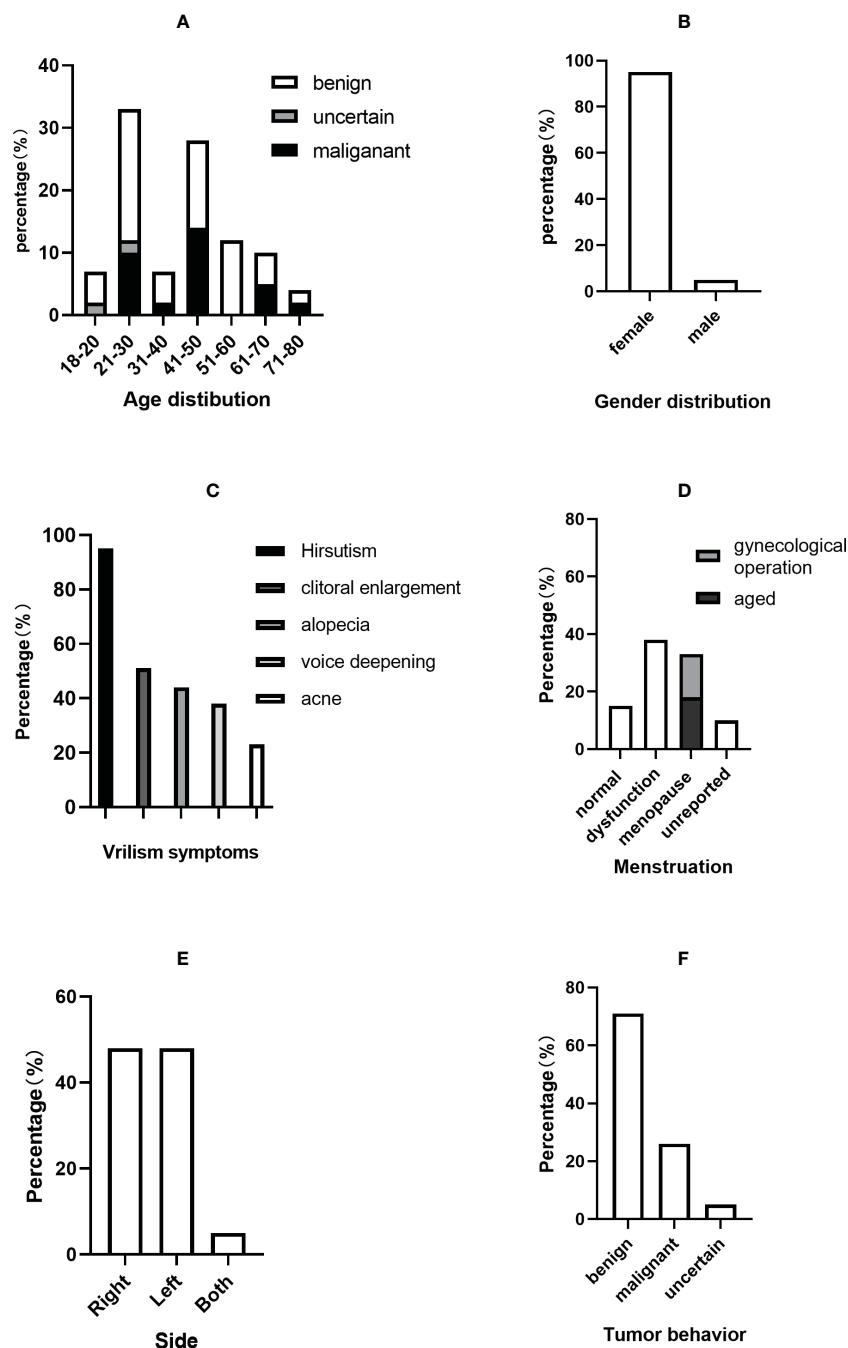 A
percentage(%)
40
30
20
10
0
benign
uncertain
maliganant
18-20
21-30
31-40
41-50
51-60
61-70
71-80
Age distibution
B
percentage(%)
100
80
60
40
20
0
female
male
Gender distribution
C
Percentage(%)
100
80
60
40
20
0
Hirsutism
clitoral enlargement
alopecia
voice deepening
acne
Vrilism symptoms
D
Percentage(%)
80
60
40
20
0
gynecological
operation
aged
normal
dysfunction
menopause
unreported
Menstruation
E
Percentage(%)
60
40
20
0
Right
Left
Both
Side
F
Percentage(%)
80
60
40
20
0
benign
malignant
uncertain
Tumor behavior